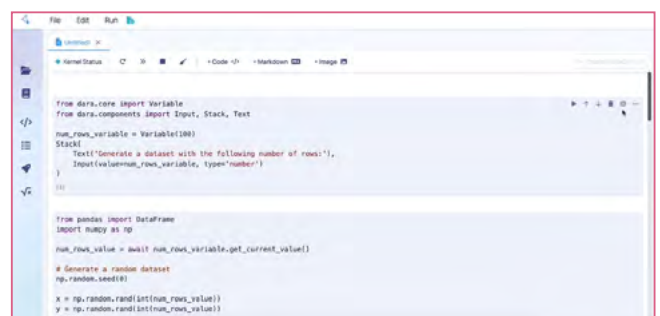 File Edit Run
Untitled ×
Kernel Status + Code </> + Markdown + Image
from dara.core import Variable
from dara.components import Input, Stack, Text
num_rows_variable = Variable(100)
Stack(
Text('Generate a dataset with the following number of rows:'),
Input(value=num_rows_variable, type='number')
)
from pandas import DataFrame
import numpy as np
num_rows_value = await num_rows_variable.get_current_value()
# Generate a random dataset
np.random.seed(0)
x = np.random.rand(int(num_rows_value))
y = np.random.rand(int(num_rows_value))